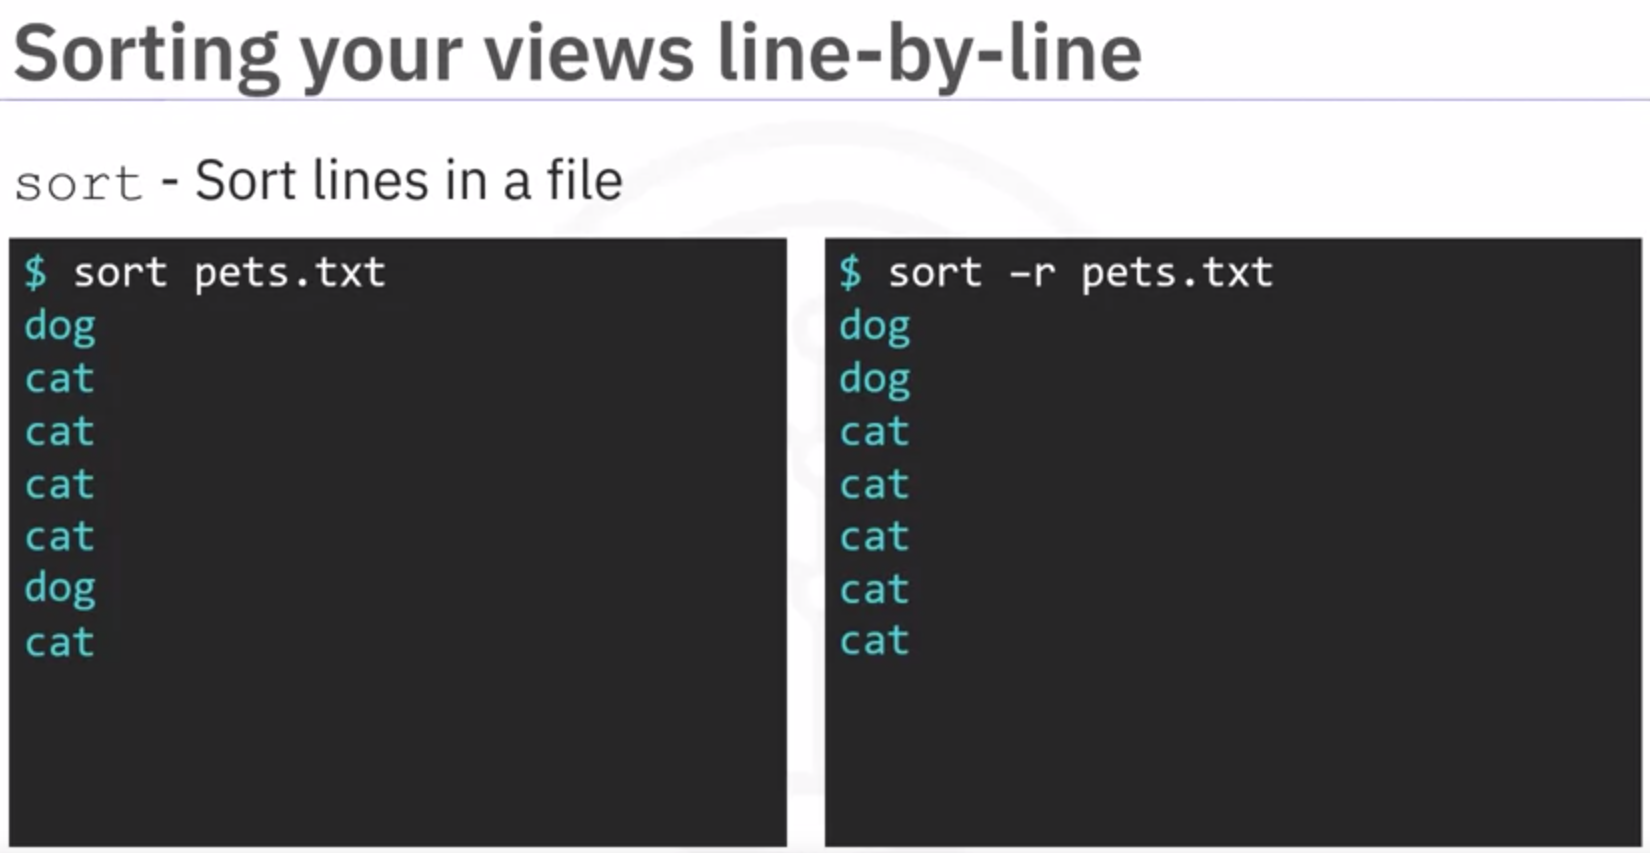 Sorting your views line-by-line
sort - Sort lines in a file
$ sort pets.txt
dog
cat
cat
cat
cat
dog
cat
$ sort –r pets.txt
dog
dog
cat
cat
cat
cat
cat